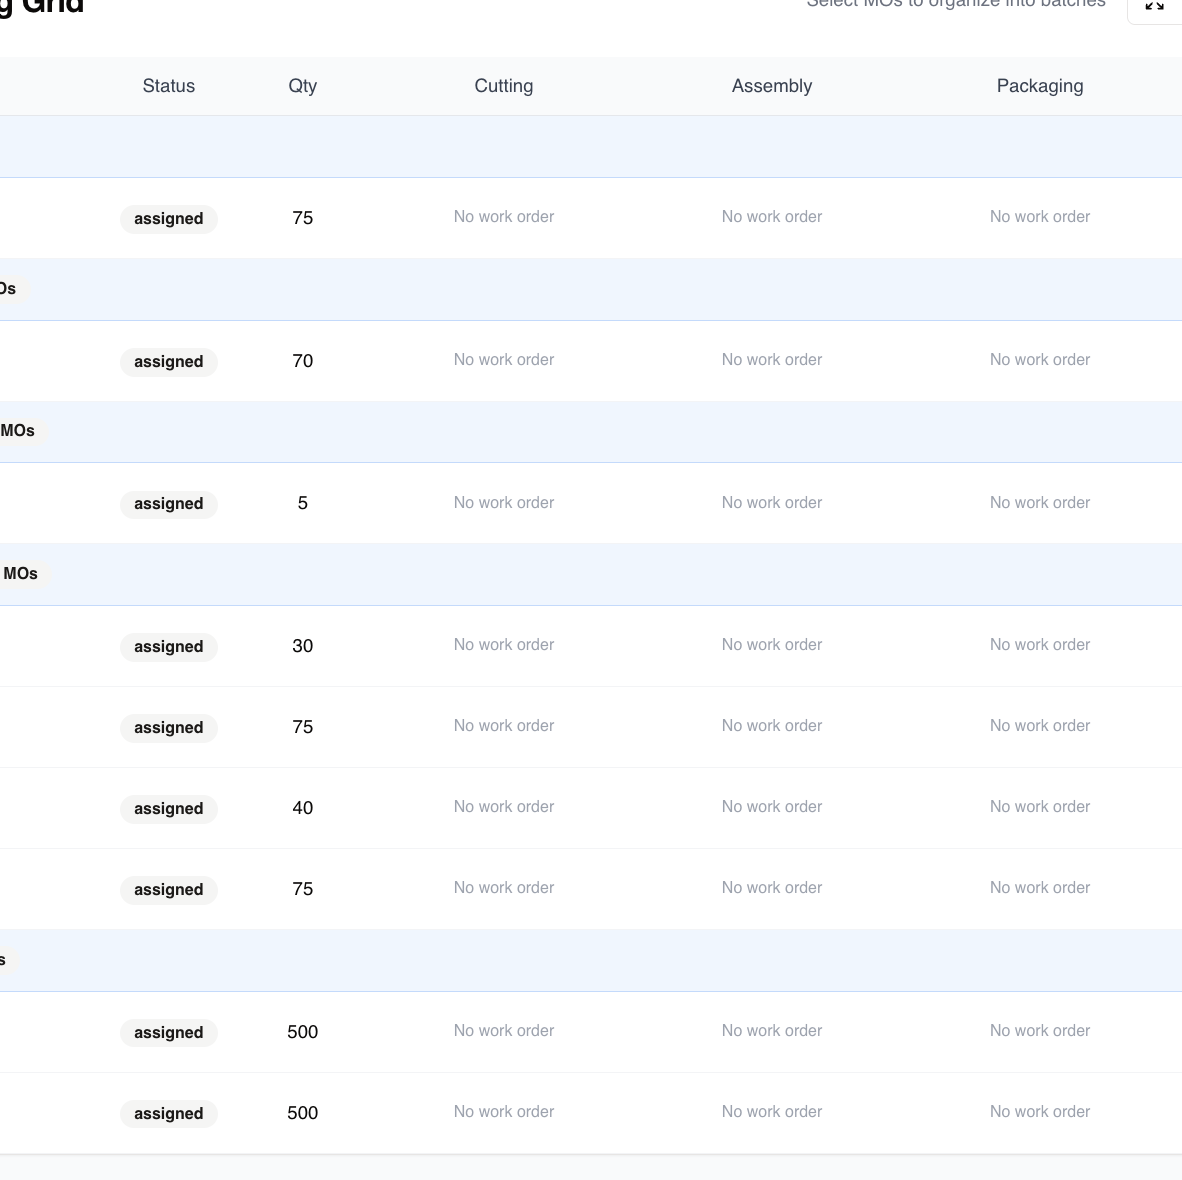 g Grid
Select MOs to organize into batches
Status Qty Cutting Assembly Packaging
assigned 75 No work order No work order No work order
Os
assigned 70 No work order No work order No work order
MOs
assigned 5 No work order No work order No work order
MOs
assigned 30 No work order No work order No work order
assigned 75 No work order No work order No work order
assigned 40 No work order No work order No work order
assigned 75 No work order No work order No work order
s
assigned 500 No work order No work order No work order
assigned 500 No work order No work order No work order